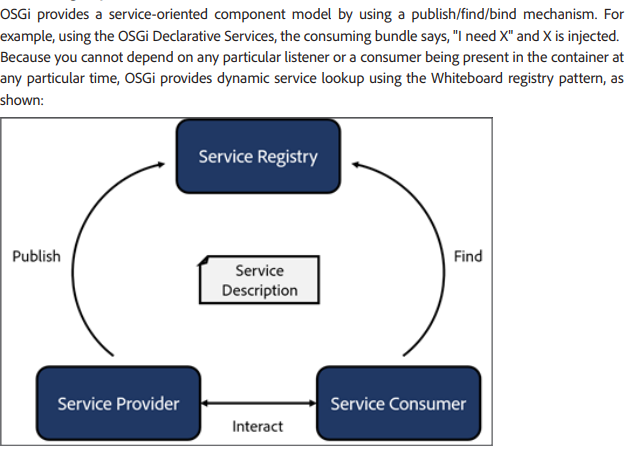 OSGi provides a service-oriented component model by using a publish/find/bind mechanism. For
example, using the OSGi Declarative Services, the consuming bundle says, "I need X" and X is injected.
Because you cannot depend on any particular listener or a consumer being present in the container at
any particular time, OSGi provides dynamic service lookup using the Whiteboard registry pattern, as
shown:
Service Registry
Publish
Find
Service
Description
Service Provider
Service Consumer
Interact